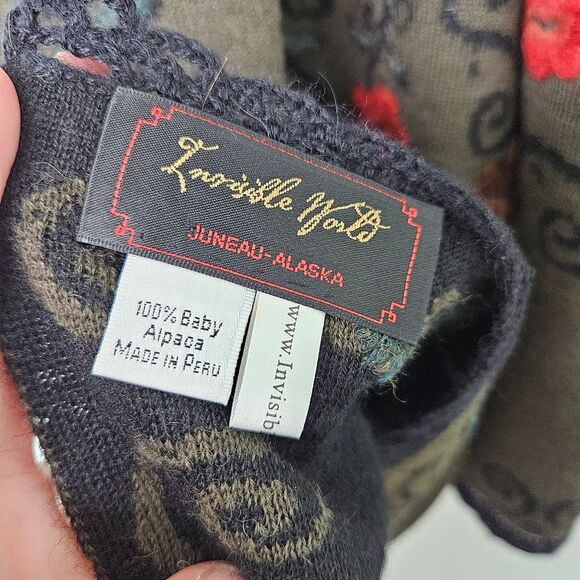 Invisible World
JUNEAU-ALASKA
100% Baby
Alpaca
MADE IN PERU
www.Invisib